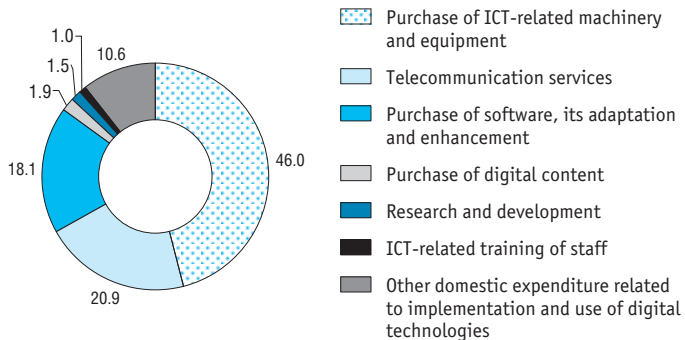 1.0
10.6
1.5
1.9
18.1
46.0
20.9
Purchase of ICT-related machinery
and equipment
Telecommunication services
Purchase of software, its adaptation
and enhancement
Purchase of digital content
Research and development
ICT-related training of staff
Other domestic expenditure related
to implementation and use of digital
technologies